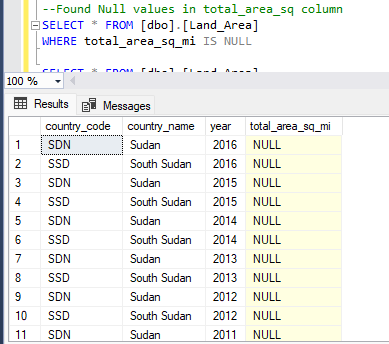 --Found Null values in total_area_sq column
SELECT * FROM [dbo].[Land_Area]
WHERE total_area_sq_mi IS NULL
SELECT * FROM [dbo].[Land_Area]
100 %
Results Messages
country_code country_name year total_area_sq_mi
1 SDN Sudan 2016 NULL
2 SSD South Sudan 2016 NULL
3 SDN Sudan 2015 NULL
4 SSD South Sudan 2015 NULL
5 SDN Sudan 2014 NULL
6 SSD South Sudan 2014 NULL
7 SDN Sudan 2013 NULL
8 SSD South Sudan 2013 NULL
9 SDN Sudan 2012 NULL
10 SSD South Sudan 2012 NULL
11 SDN Sudan 2011 NULL